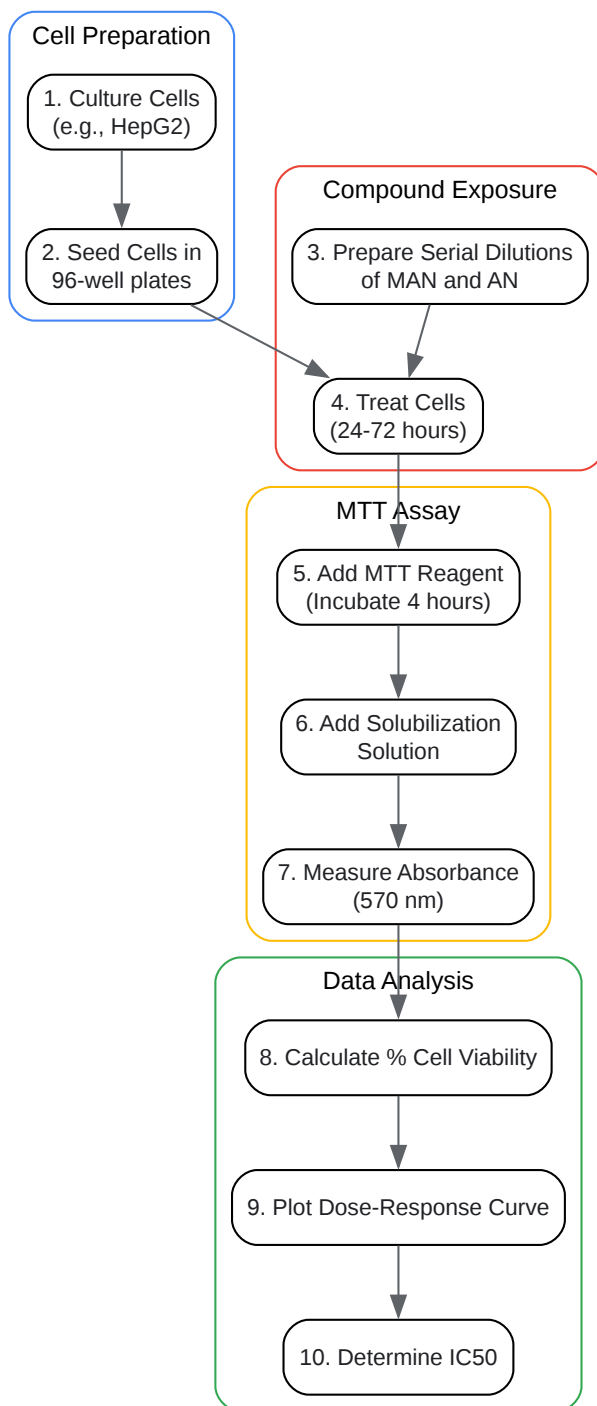 Cell Preparation
1. Culture Cells
(e.g., HepG2)
2. Seed Cells in
96-well plates
Compound Exposure
3. Prepare Serial Dilutions
of MAN and AN
4. Treat Cells
(24-72 hours)
MTT Assay
5. Add MTT Reagent
(Incubate 4 hours)
6. Add Solubilization
Solution
7. Measure Absorbance
(570 nm)
Data Analysis
8. Calculate % Cell Viability
9. Plot Dose-Response Curve
10. Determine IC50